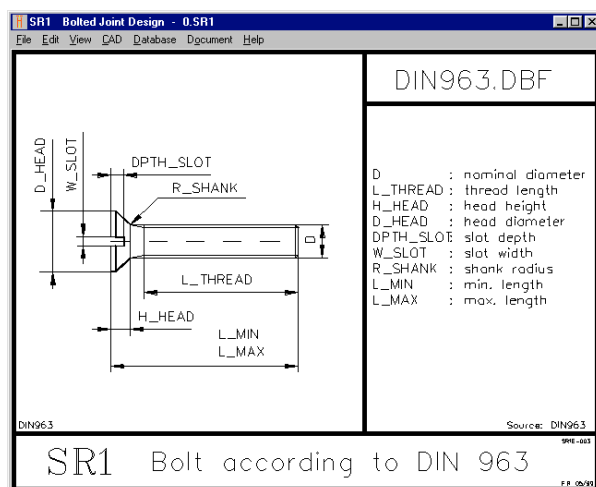 SR1 Bolted Joint Design - 0.SR1
File Edit View CAD Database Document Help
DIN963.DBF
D_HEAD
W_SLOT
DPTH_SLOT
R_SHANK
D
L_THREAD
H_HEAD
L_MIN
L_MAX
D : nominal diameter
L_THREAD : thread length
H_HEAD : head height
D_HEAD : head diameter
DPTH_SLOT: slot depth
W_SLOT : slot width
R_SHANK : shank radius
L_MIN : min. length
L_MAX : max. length
DIN963
Source: DIN963
SR1 Bolt according to DIN 963